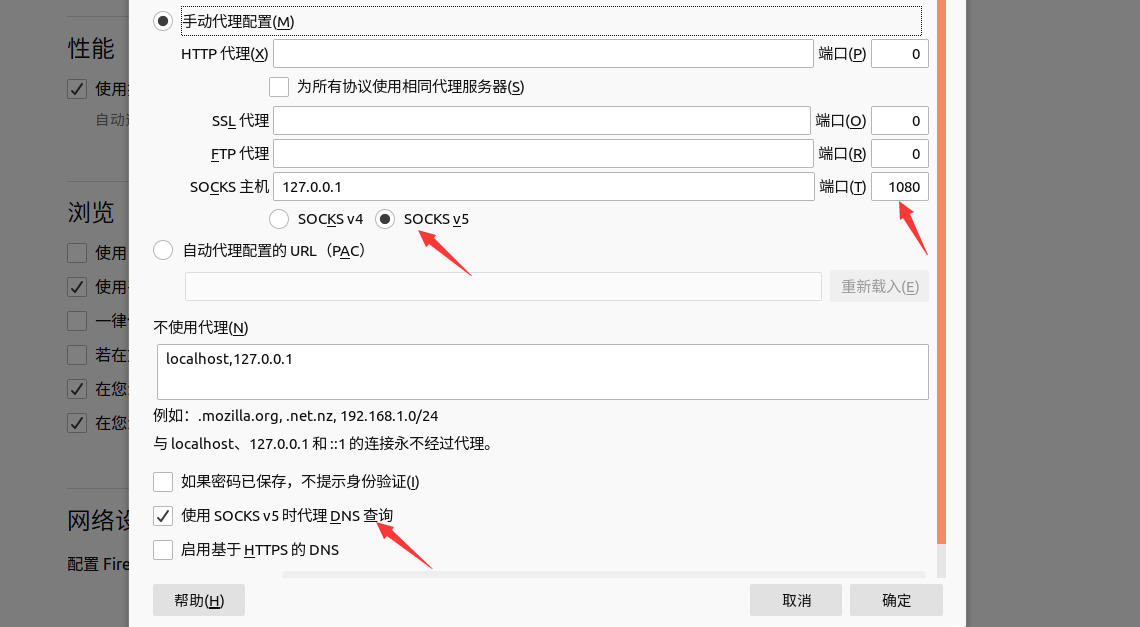 手动代理配置(M)
性能
HTTP 代理(X)
端口(P)
0
使用
为所有协议使用相同代理服务器(S)
自动
SSL 代理
端口(O)
0
FTP 代理
端口(R)
0
SOCKS 主机
127.0.0.1
端口(T)
1080
浏览
SOCKS v4
SOCKS v5
使用
自动代理配置的 URL（PAC）
使用
重新载入(E)
一律
不使用代理(N)
若在
localhost,127.0.0.1
在您
例如：.mozilla.org, .net.nz, 192.168.1.0/24
在您
与 localhost、127.0.0.1 和 ::1 的连接永不经过代理。
如果密码已保存，不提示身份验证(I)
网络设
使用 SOCKS v5 时代理 DNS 查询
配置 Fire
启用基于 HTTPS 的 DNS
帮助(H)
取消
确定